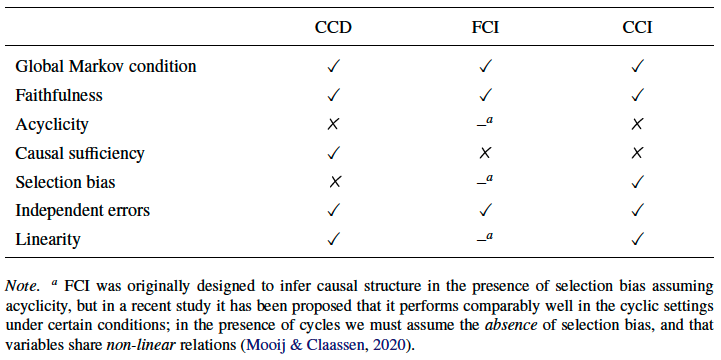 CCD FCI CCI
Global Markov condition ✓ ✓ ✓
Faithfulness ✓ ✓ ✓
Acyclicity ✗ –a ✗
Causal sufficiency ✓ ✗ ✗
Selection bias ✗ –a ✓
Independent errors ✓ ✓ ✓
Linearity ✓ –a ✓
Note. a FCI was originally designed to infer causal structure in the presence of selection bias assuming
acyclicity, but in a recent study it has been proposed that it performs comparably well in the cyclic settings
under certain conditions; in the presence of cycles we must assume the absence of selection bias, and that
variables share non-linear relations (Mooij & Claassen, 2020).